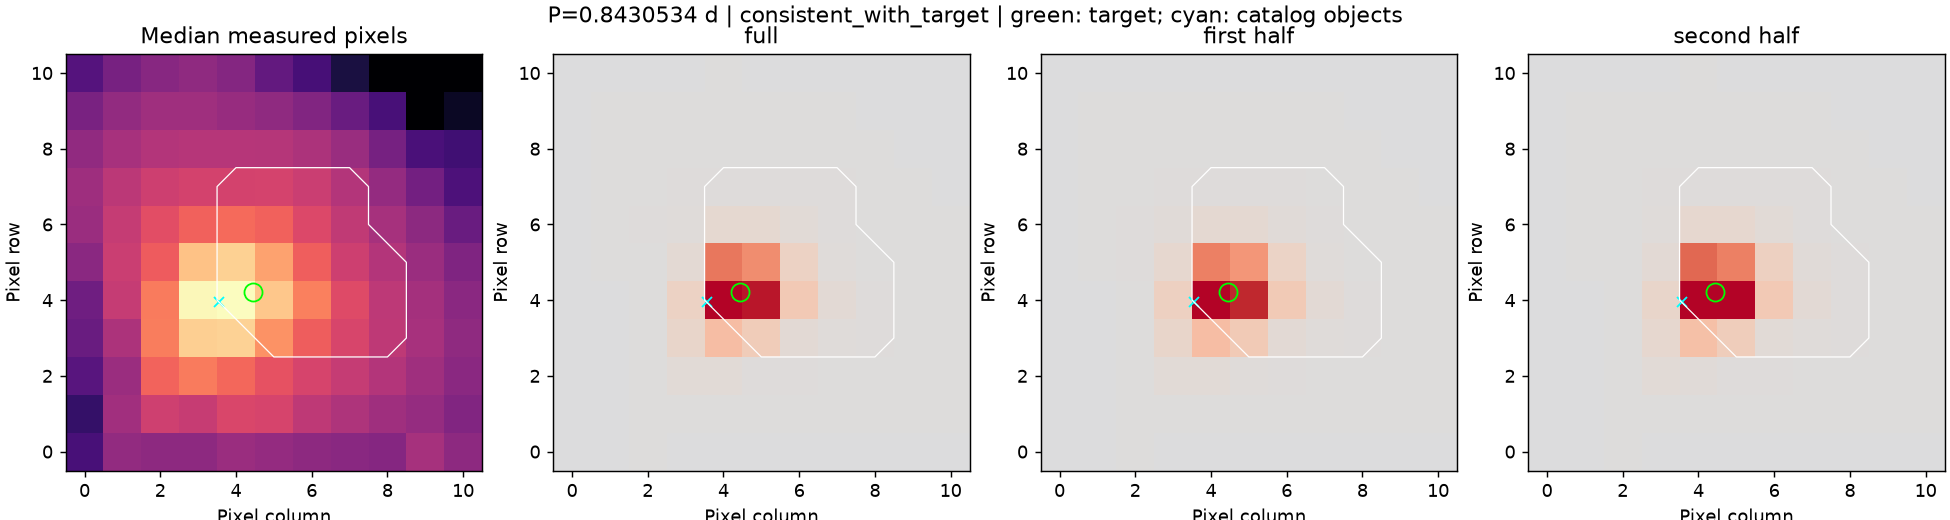 P=0.8430534 d | consistent_with_target | green: target; cyan: catalog objects
Median measured pixels
full
first half
second half
10
8
6
4
2
0
Pixel row
0 2 4 6 8 10
Pixel column
10
8
6
4
2
0
Pixel row
0 2 4 6 8 10
Pixel column
10
8
6
4
2
0
Pixel row
0 2 4 6 8 10
Pixel column
10
8
6
4
2
0
Pixel row
0 2 4 6 8 10
Pixel column